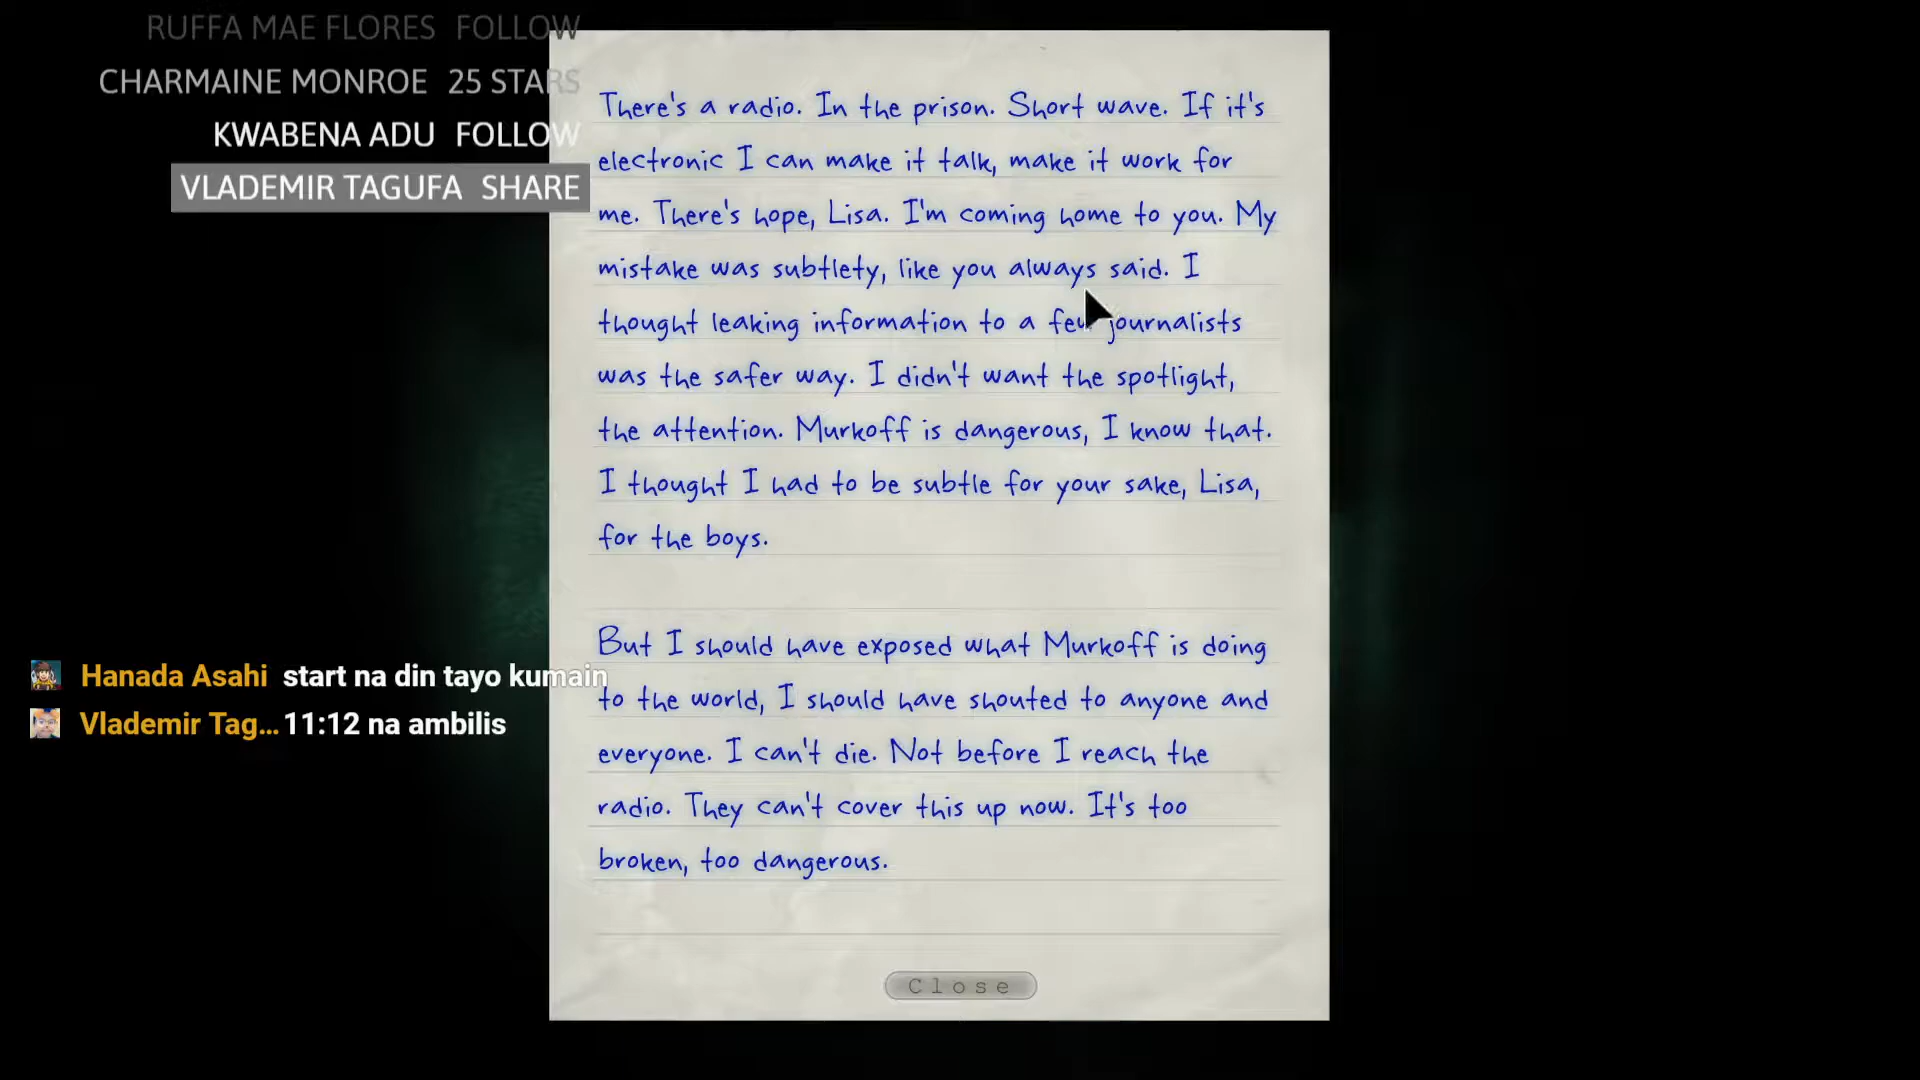 RUFFA MAE FLORES FOLLOW
CHARMAINE MONROE 25 STARS
KWABENA ADU FOLLOW
VLADEMIR TAGUFA SHARE
There's a radio. In the prison. Short wave. If it's
electronic I can make it talk, make it work for
me. There's hope, Lisa. I'm coming home to you. My
mistake was subtlety, like you always said. I
thought leaking information to a few journalists
was the safer way. I didn't want the spotlight,
the attention. Murkoff is dangerous, I know that.
I thought I had to be subtle for your sake, Lisa,
for the boys.
But I should have exposed what Murkoff is doing
to the world, I should have shouted to anyone and
everyone. I can't die. Not before I reach the
radio. They can't cover this up now. It's too
broken, too dangerous.
Close
Hanada Asahi start na din tayo kumain
Vlademir Tag... 11:12 na ambilis